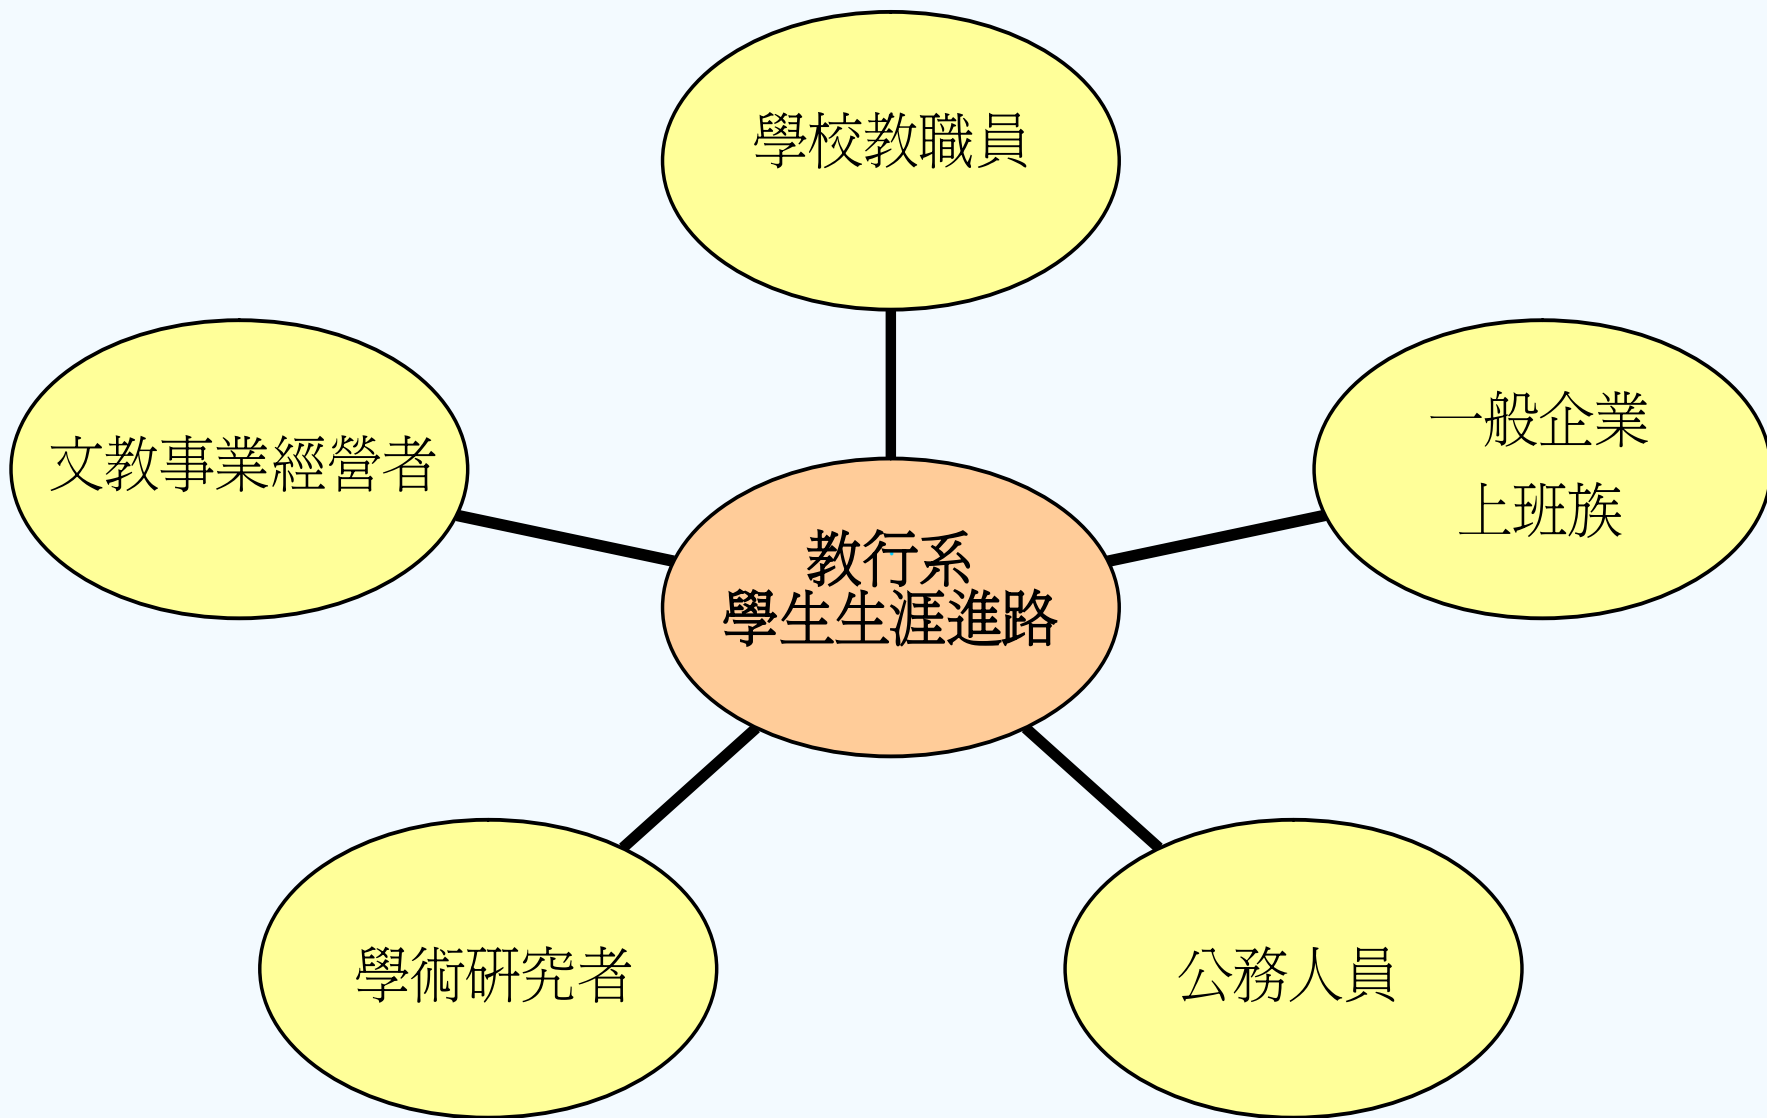 學校教職員
文教事業經營者
一般企業
上班族
教行系
學生生涯進路
學術研究者
公務人員